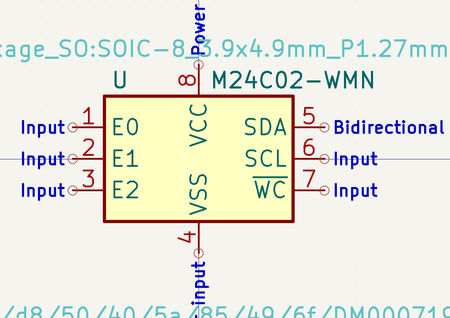 Power
kage_SO:SOIC-8_3.9x4.9mm_P1.27mm
U M24C02-WMN
8
VCC
Input 1 E0 SDA 5 Bidirectional
Input 2 E1 SCL 6 Input
Input 3 E2 WC 7 Input
VSS
4
input
/d8/50/40/5a/85/49/6f/DM000719